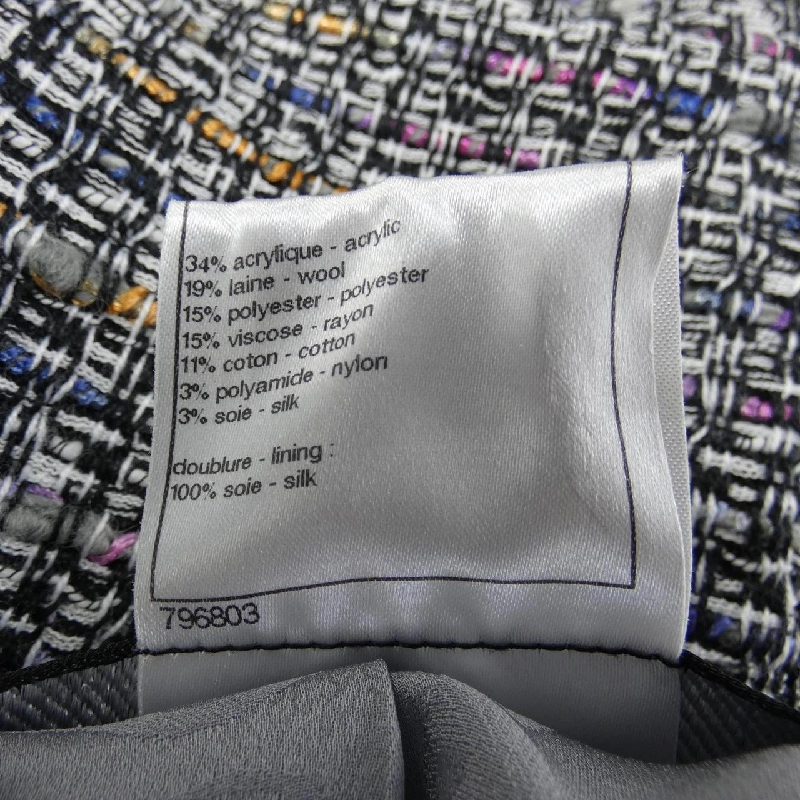 34% acrylique - acrylic
19% laine - wool
15% polyester - polyester
15% viscose - rayon
11% coton - cotton
3% polyamide - nylon
3% soie - silk
doublure - lining :
100% soie - silk
796803